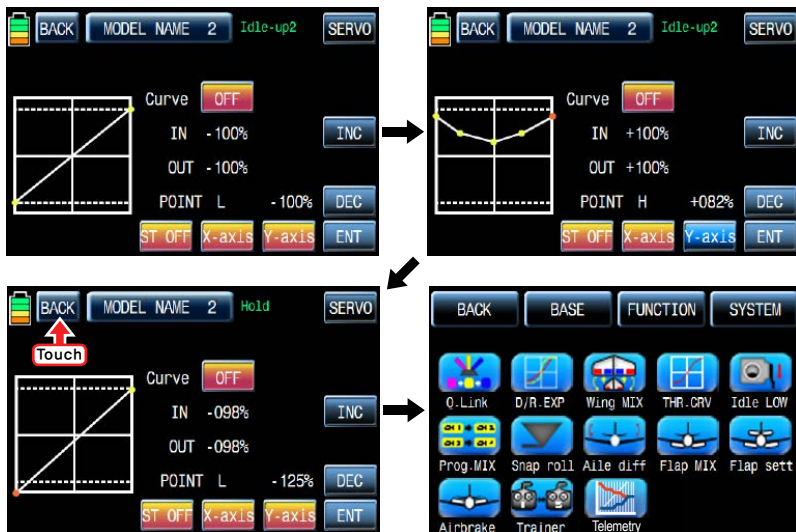 BACK MODEL NAME 2 Idle-up2 SERVO
Curve OFF
IN -100% INC
OUT -100%
POINT L -100% DEC
ST OFF X-axis Y-axis ENT
BACK MODEL NAME 2 Idle-up2 SERVO
Curve OFF
IN +100% INC
OUT +100%
POINT H +082% DEC
ST OFF X-axis Y-axis ENT
BACK MODEL NAME 2 Hold SERVO
Touch
Curve OFF
IN -098% INC
OUT -098%
POINT L -125% DEC
ST OFF X-axis Y-axis ENT
BACK BASE FUNCTION SYSTEM
Q.Link D/R.EXP Wing MIX THR.CRV Idle LOW
CH1 CH2
CH3 CH4
Prog.MIX Snap roll Aile diff Flap MIX Flap sett
Airbrake Trainer Telemetry